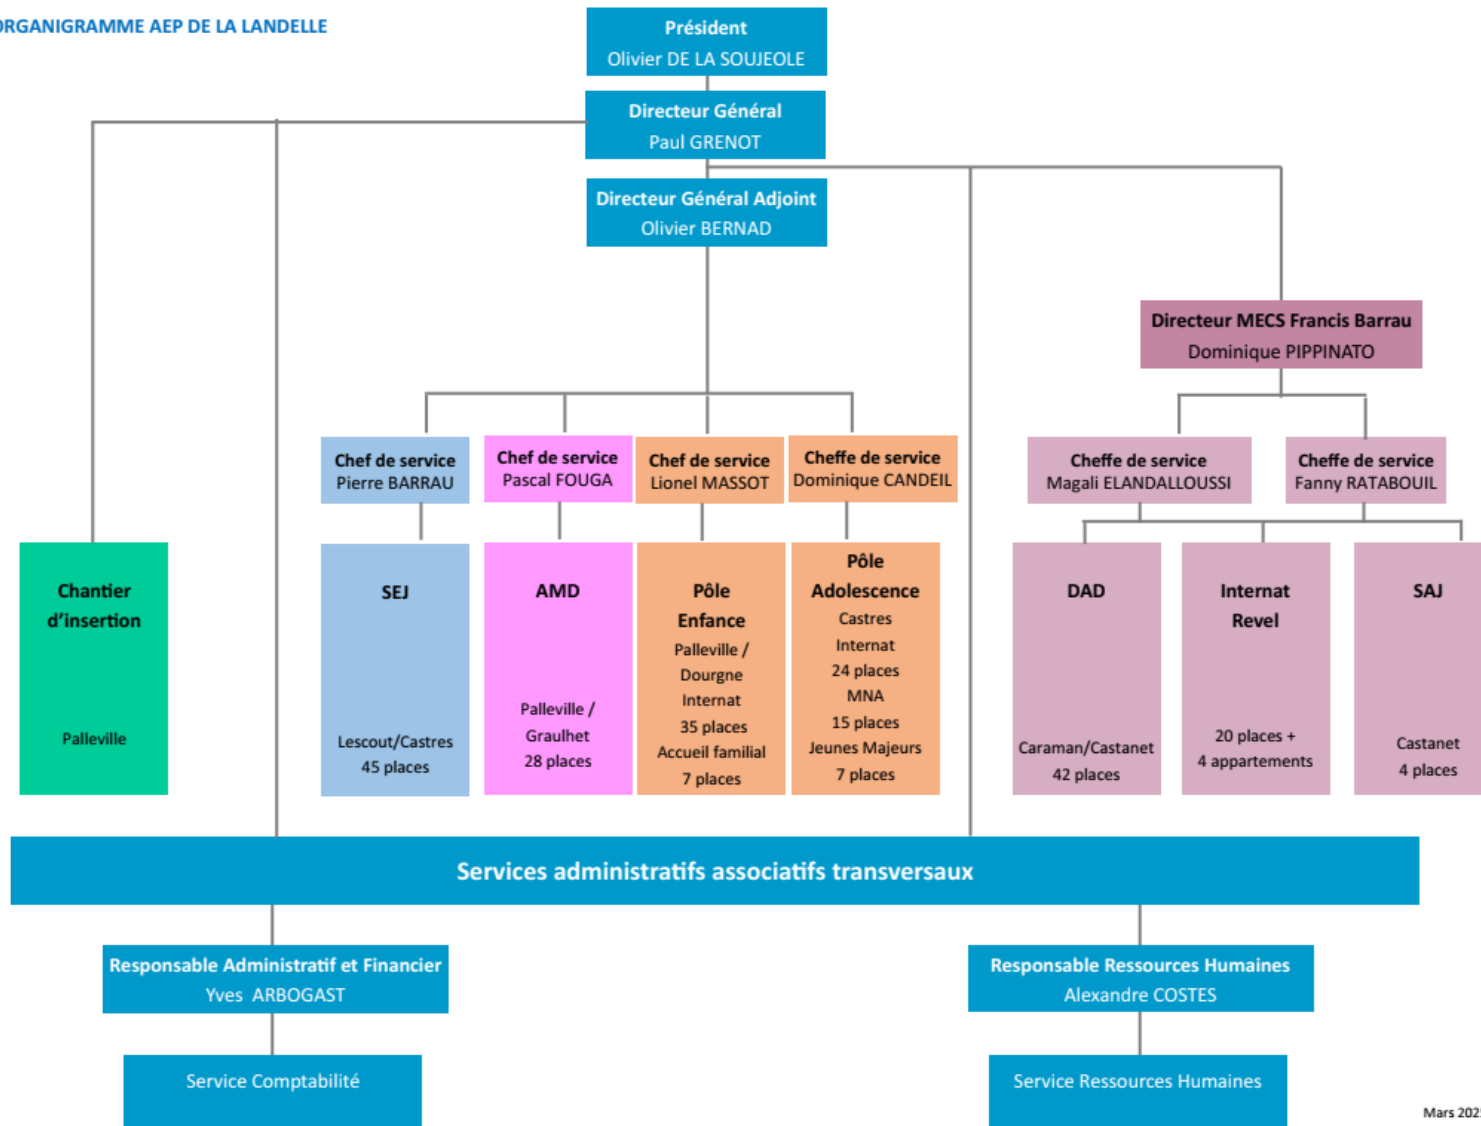 ORGANIGRAMME AEP DE LA LANDELLE
Président
Olivier DE LA SOUJEOLE
Directeur Général
Paul GRENOT
Directeur Général Adjoint
Olivier BERNAD
Directeur MECS Francis Barrau
Dominique PIPPINATO
Chef de service
Pierre BARRAU
Chef de service
Pascal FOUGA
Chef de service
Lionel MASSOT
Cheffe de service
Dominique CANDEIL
Cheffe de service
Magali ELANDALLOUSSI
Cheffe de service
Fanny RATABOUIL
Chantier
d'insertion
Palleville
SEJ
Lescout/Castres
45 places
AMD
Palleville /
Graulhet
28 places
Pôle
Enfance
Palleville /
Dourgne
Internat
35 places
Accueil familial
7 places
Pôle
Adolescence
Castres
Internat
24 places
MNA
15 places
Jeunes Majeurs
7 places
DAD
Caraman/Castanet
42 places
Internat
Revel
20 places +
4 appartements
SAJ
Castanet
4 places
Services administratifs associatifs transversaux
Responsable Administratif et Financier
Yves ARBOGAST
Responsable Ressources Humaines
Alexandre COSTES
Service Comptabilité
Service Ressources Humaines
Mars 202